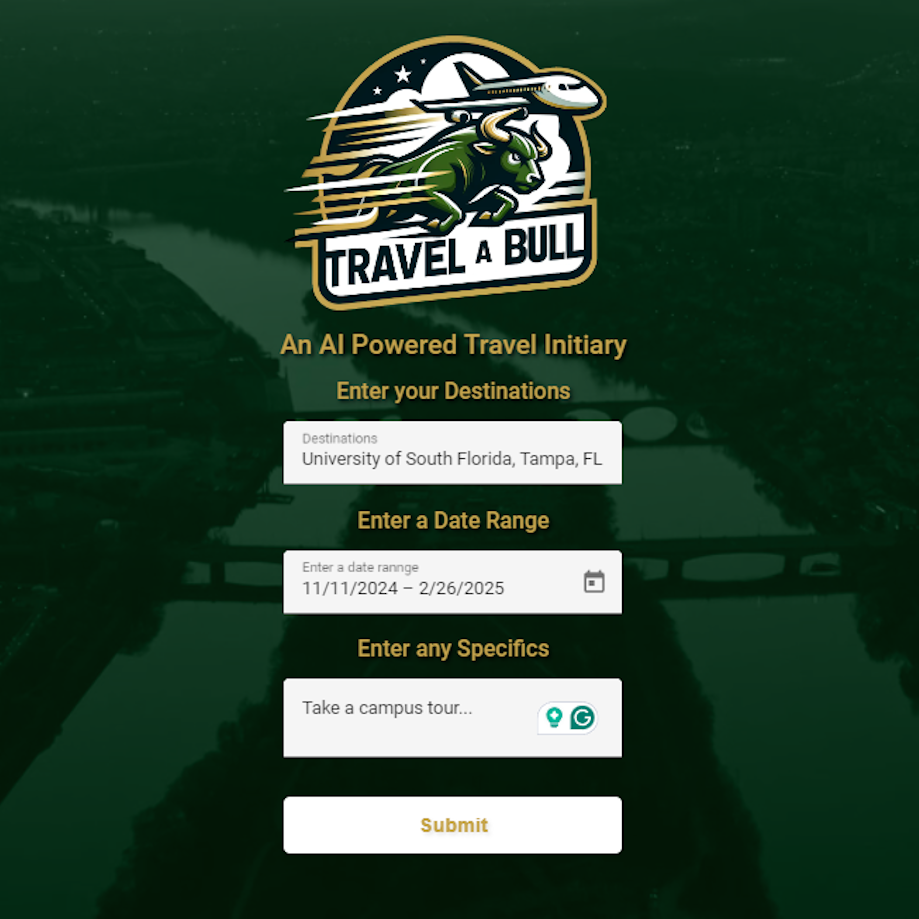 TRAVEL A BULL
An AI Powered Travel Initiary
Enter your Destinations
Destinations
University of South Florida, Tampa, FL
Enter a Date Range
Enter a date rannge
11/11/2024 – 2/26/2025
Enter any Specifics
Take a campus tour...
Submit